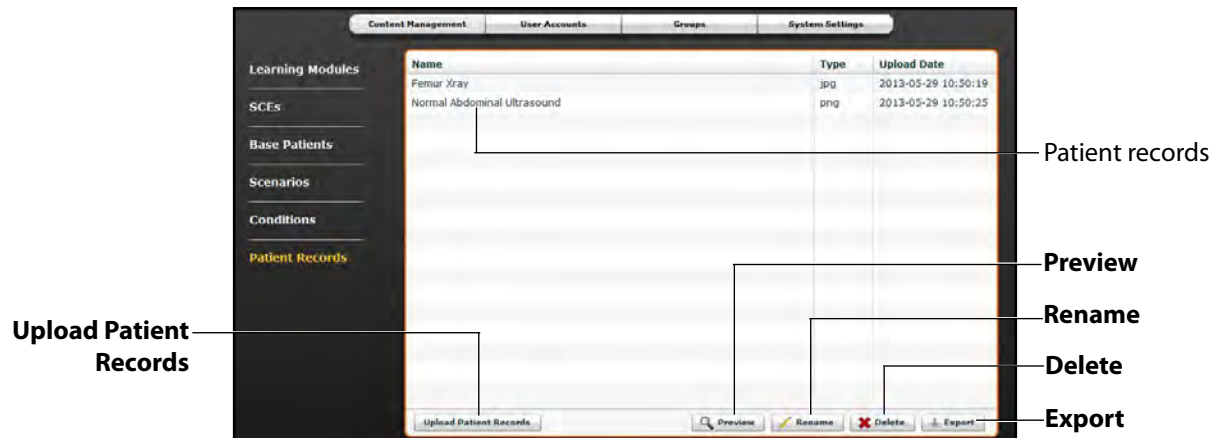 Content Management User Accounts Groups System Settings
Learning Modules
SCEs
Base Patients
Scenarios
Conditions
Patient Records
Name Type Upload Date
Femur Xray jpg 2013-05-29 10:50:19
Normal Abdominal Ultrasound png 2013-05-29 10:50:25
Upload Patient Records Preview Rename Delete Export
Upload Patient
Records
Patient records
Preview
Rename
Delete
Export